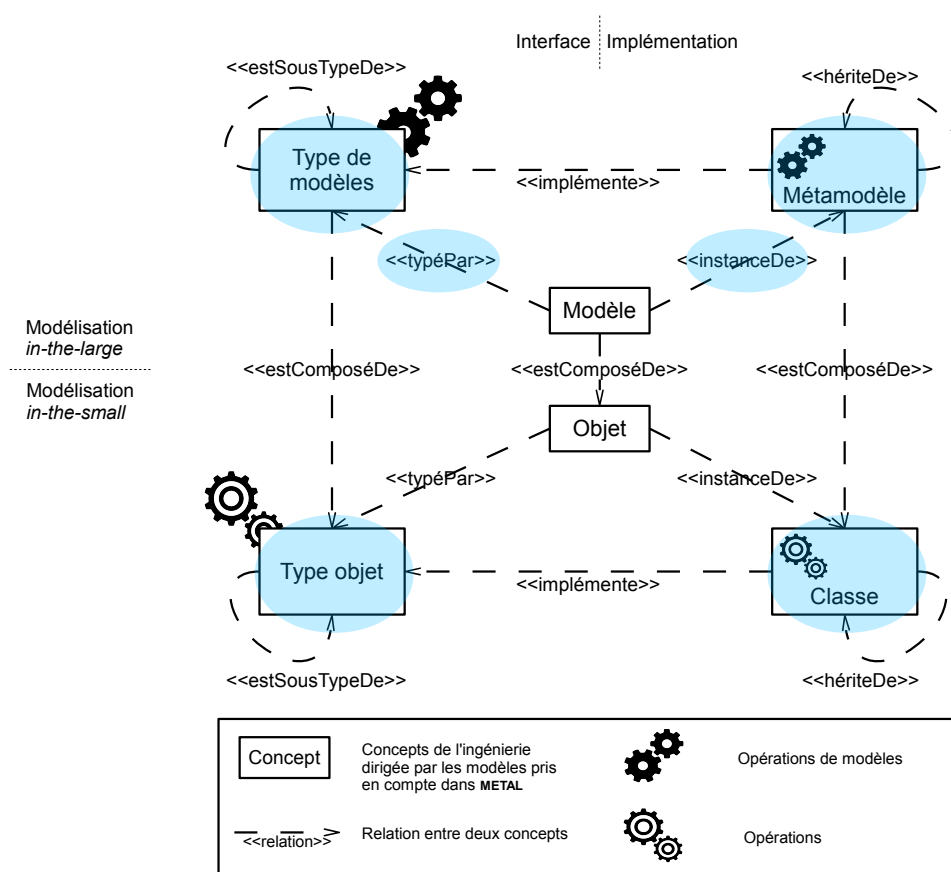 Interface Implémentation
<<estSousTypeDe>>
<<hériteDe>>
Type de
modèles
<<implémente>>
Métamodèle
<<typéPar>>
<<instanceDe>>
Modèle
Modélisation
in-the-large
<<estComposéDe>>
<<estComposéDe>>
<<estComposéDe>>
Modélisation
in-the-small
Objet
<<typéPar>>
<<instanceDe>>
Type objet
<<implémente>>
Classe
<<estSousTypeDe>>
<<hériteDe>>
Concept
Concepts de l'ingénierie
dirigée par les modèles pris
en compte dans METAL
Opérations de modèles
<<relation>>
Relation entre deux concepts
Opérations